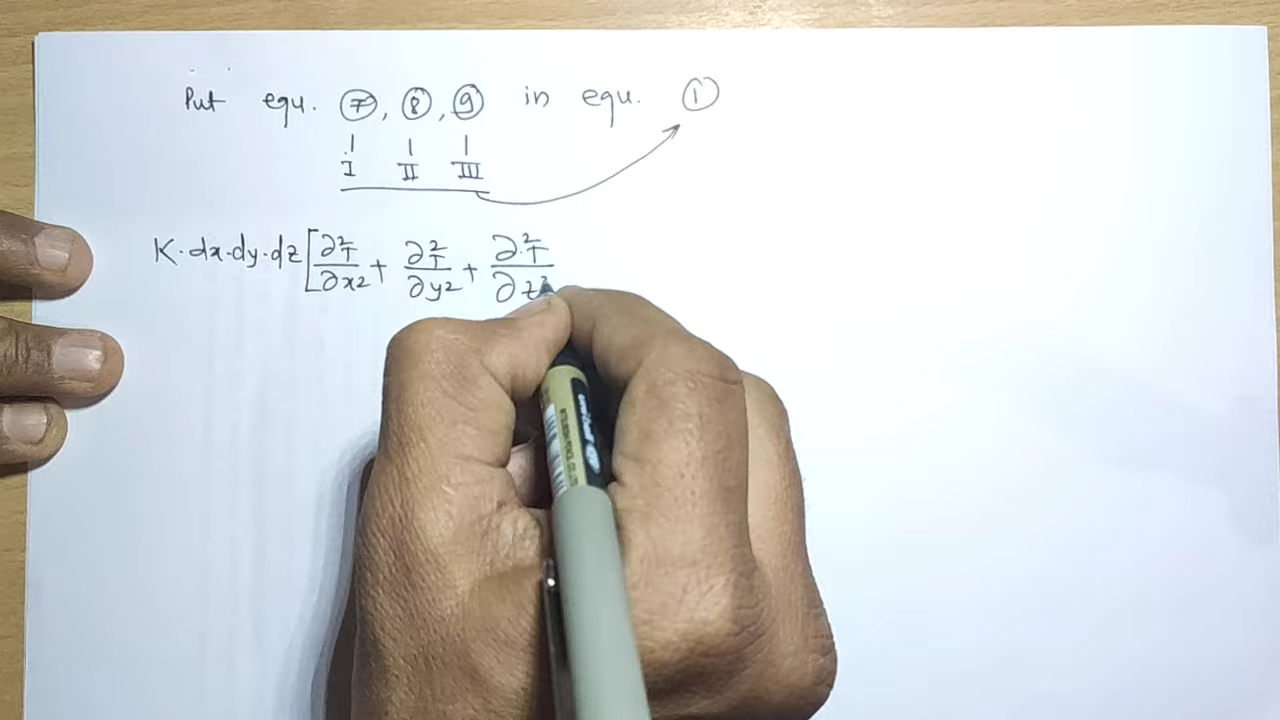 Put equ. ⑦, ⑧, ⑨ in equ. ①
I II III
K·dx·dy·dz[∂²T/∂x² + ∂²T/∂y² + ∂²T/∂z²